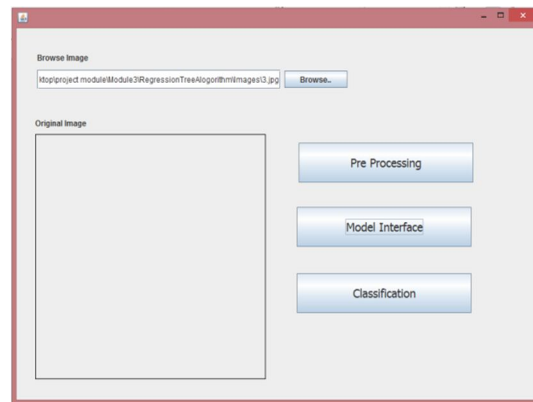 Browse Image
ktop\project module\Module3\RegressionTreeAlogorithm\Images\3.jpg
Browse..
Original Image
Pre Processing
Model Interface
Classification